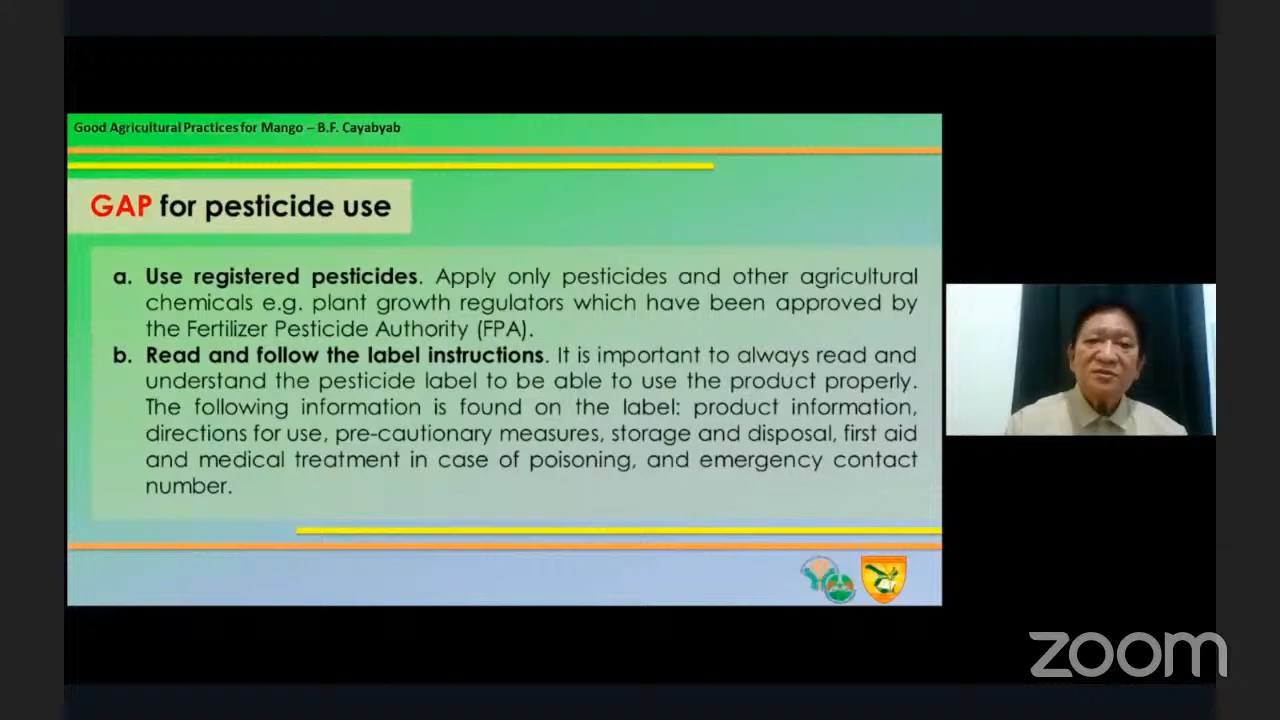 Good Agricultural Practices for Mango – B.F. Cayabyab
GAP for pesticide use
a. Use registered pesticides. Apply only pesticides and other agricultural
chemicals e.g. plant growth regulators which have been approved by
the Fertilizer Pesticide Authority (FPA).
b. Read and follow the label instructions. It is important to always read and
understand the pesticide label to be able to use the product properly.
The following information is found on the label: product information,
directions for use, pre-cautionary measures, storage and disposal, first aid
and medical treatment in case of poisoning, and emergency contact
number.
zoom